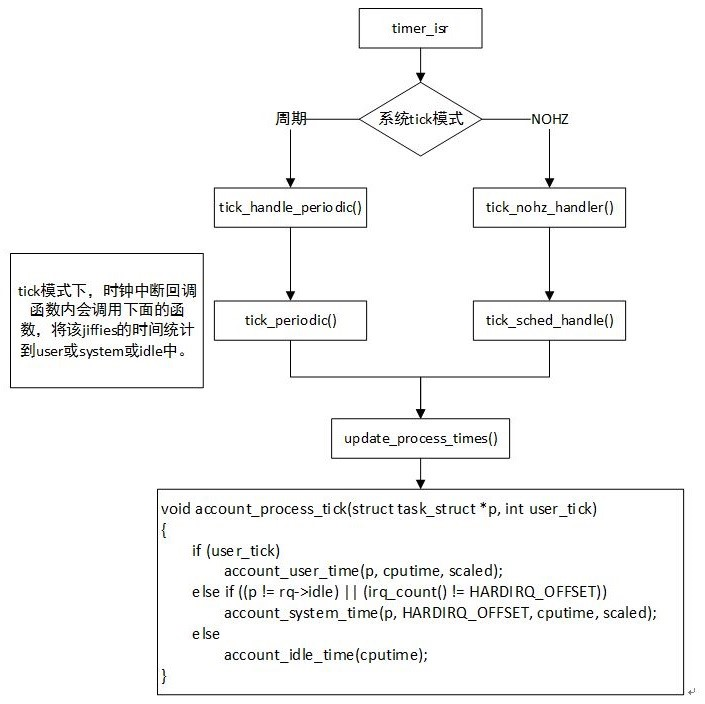 timer_isr
系统tick模式
周期
NOHZ
tick_handle_periodic()
tick_nohz_handler()
tick模式下，时钟中断回调
函数内会调用下面的函
数，将该jiffies的时间统计
到user或system或idle中。
tick_periodic()
tick_sched_handle()
update_process_times()
void account_process_tick(struct task_struct *p, int user_tick)
{
if (user_tick)
account_user_time(p, cputime, scaled);
else if ((p != rq->idle) || (irq_count() != HARDIRQ_OFFSET))
account_system_time(p, HARDIRQ_OFFSET, cputime, scaled);
else
account_idle_time(cputime);
}